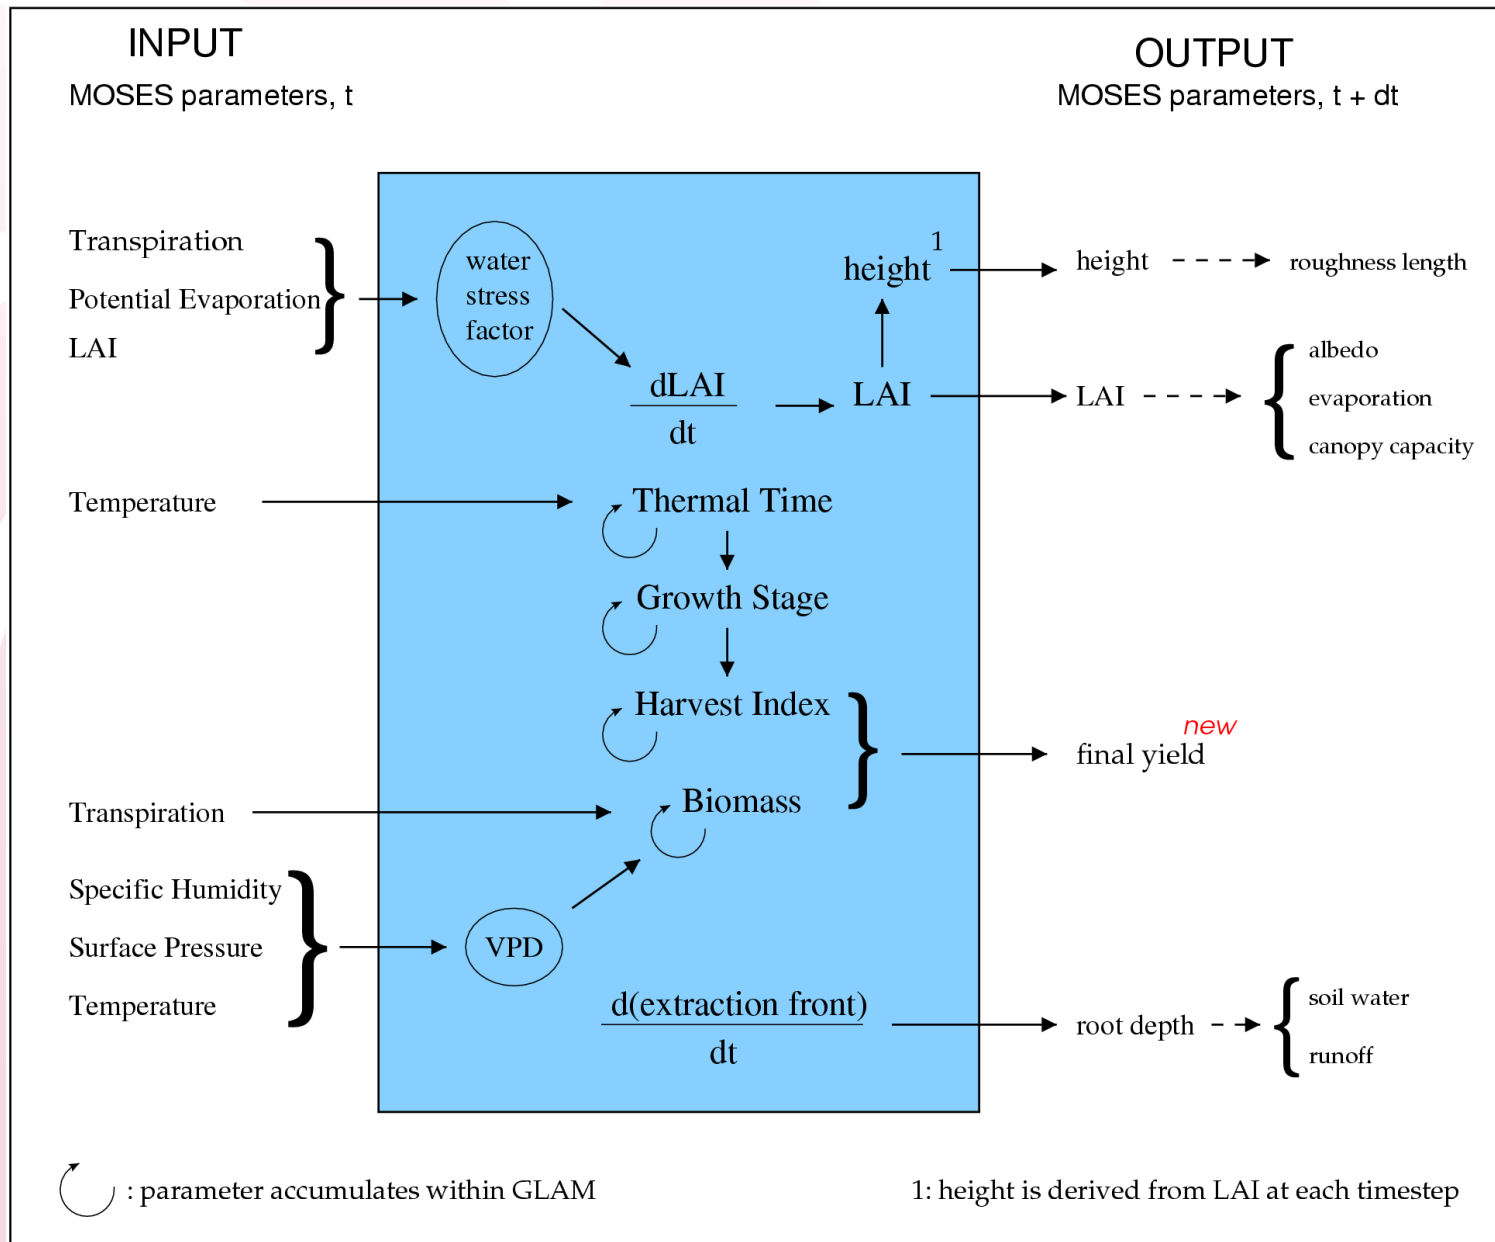 INPUT
MOSES parameters, t
OUTPUT
MOSES parameters, t + dt
Transpiration
Potential Evaporation
LAI
water
stress
factor
dLAI
dt
LAI
height 1
height
roughness length
LAI
albedo
evaporation
canopy capacity
Temperature
Thermal Time
Growth Stage
Harvest Index
Biomass
new
final yield
Transpiration
Specific Humidity
Surface Pressure
Temperature
VPD
d(extraction front)
dt
root depth
soil water
runoff
: parameter accumulates within GLAM
1: height is derived from LAI at each timestep